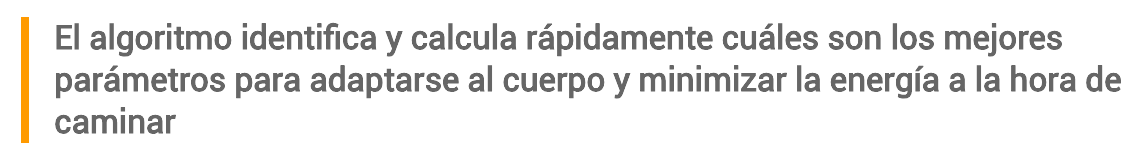 El algoritmo identifica y calcula rápidamente cuáles son los mejores
parámetros para adaptarse al cuerpo y minimizar la energía a la hora de
caminar